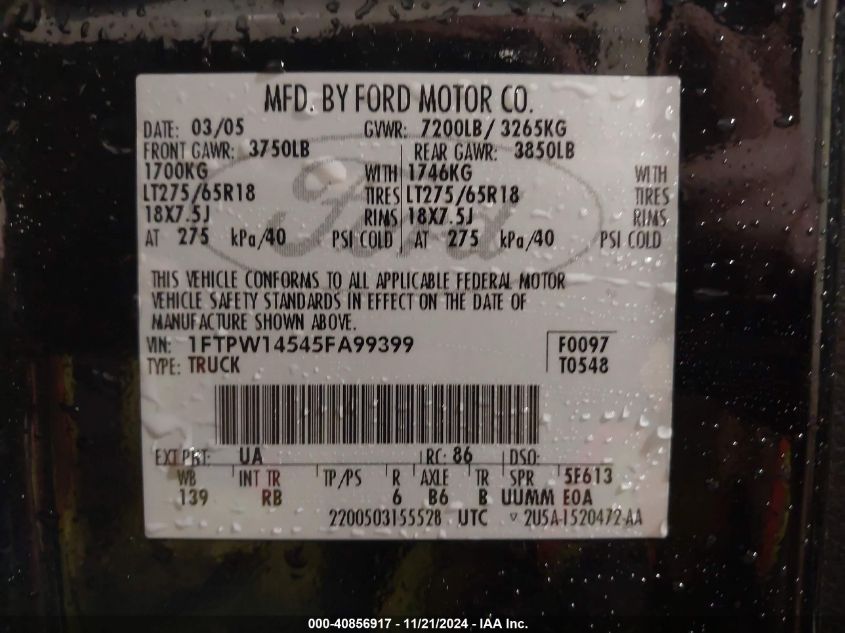 MFD. BY FORD MOTOR CO.
DATE: 03/05 GVWR: 7200LB/ 3265KG
FRONT GAWR: 3750LB REAR GAWR: 3850LB
1700KG WITH 1746KG WITH
LT275/65R18 TIRES LT275/65R18 TIRES
18X7.5J RIMS 18X7.5J RIMS
AT 275 kPa/40 PSI COLD AT 275 kPa/40 PSI COLD
Ford
THIS VEHICLE CONFORMS TO ALL APPLICABLE FEDERAL MOTOR
VEHICLE SAFETY STANDARDS IN EFFECT ON THE DATE OF
MANUFACTURE SHOWN ABOVE.
VIN: 1FTPW14545FA99399 F0097
TYPE: TRUCK T0548
EXT PNT: UA RC: 86 DSO:
WB INT TR TP/PS R AXLE TR SPR 5F613
139 RB 6 B6 B UUMM E0A
2200503155528 UTC ▽ 2U5A-1520472-AA
000-40856917 - 11/21/2024 - IAA Inc.